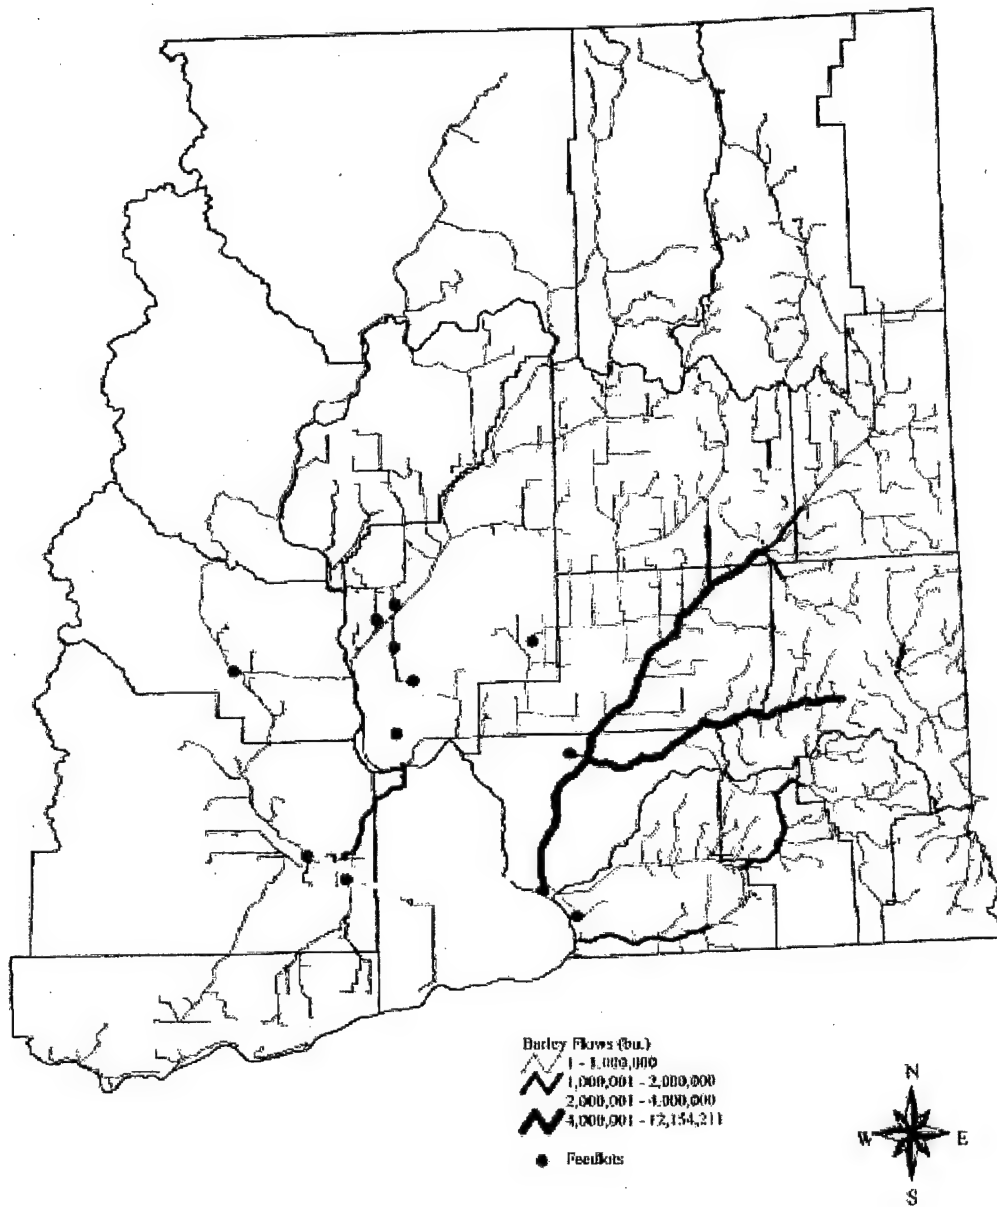 Barley Flows (bu.)
1 - 1,000,000
1,000,001 - 2,000,000
2,000,001 - 4,000,000
4,000,001 - 12,154,211
Feedlots
N
W E
S